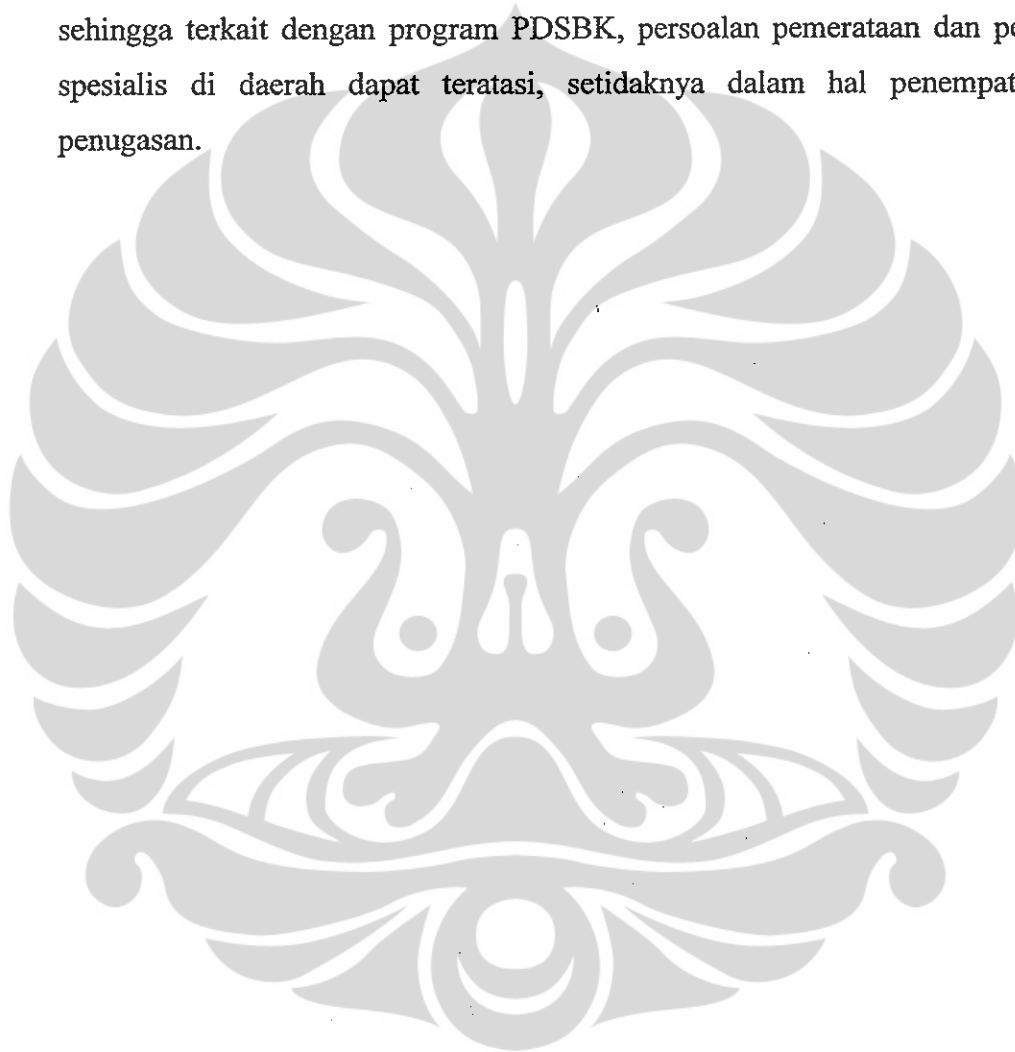 sehingga terkait dengan program PDSBK, persoalan pemerataan dan pe
spesialis di daerah dapat teratasi, setidaknya dalam hal penempat
penugasan.